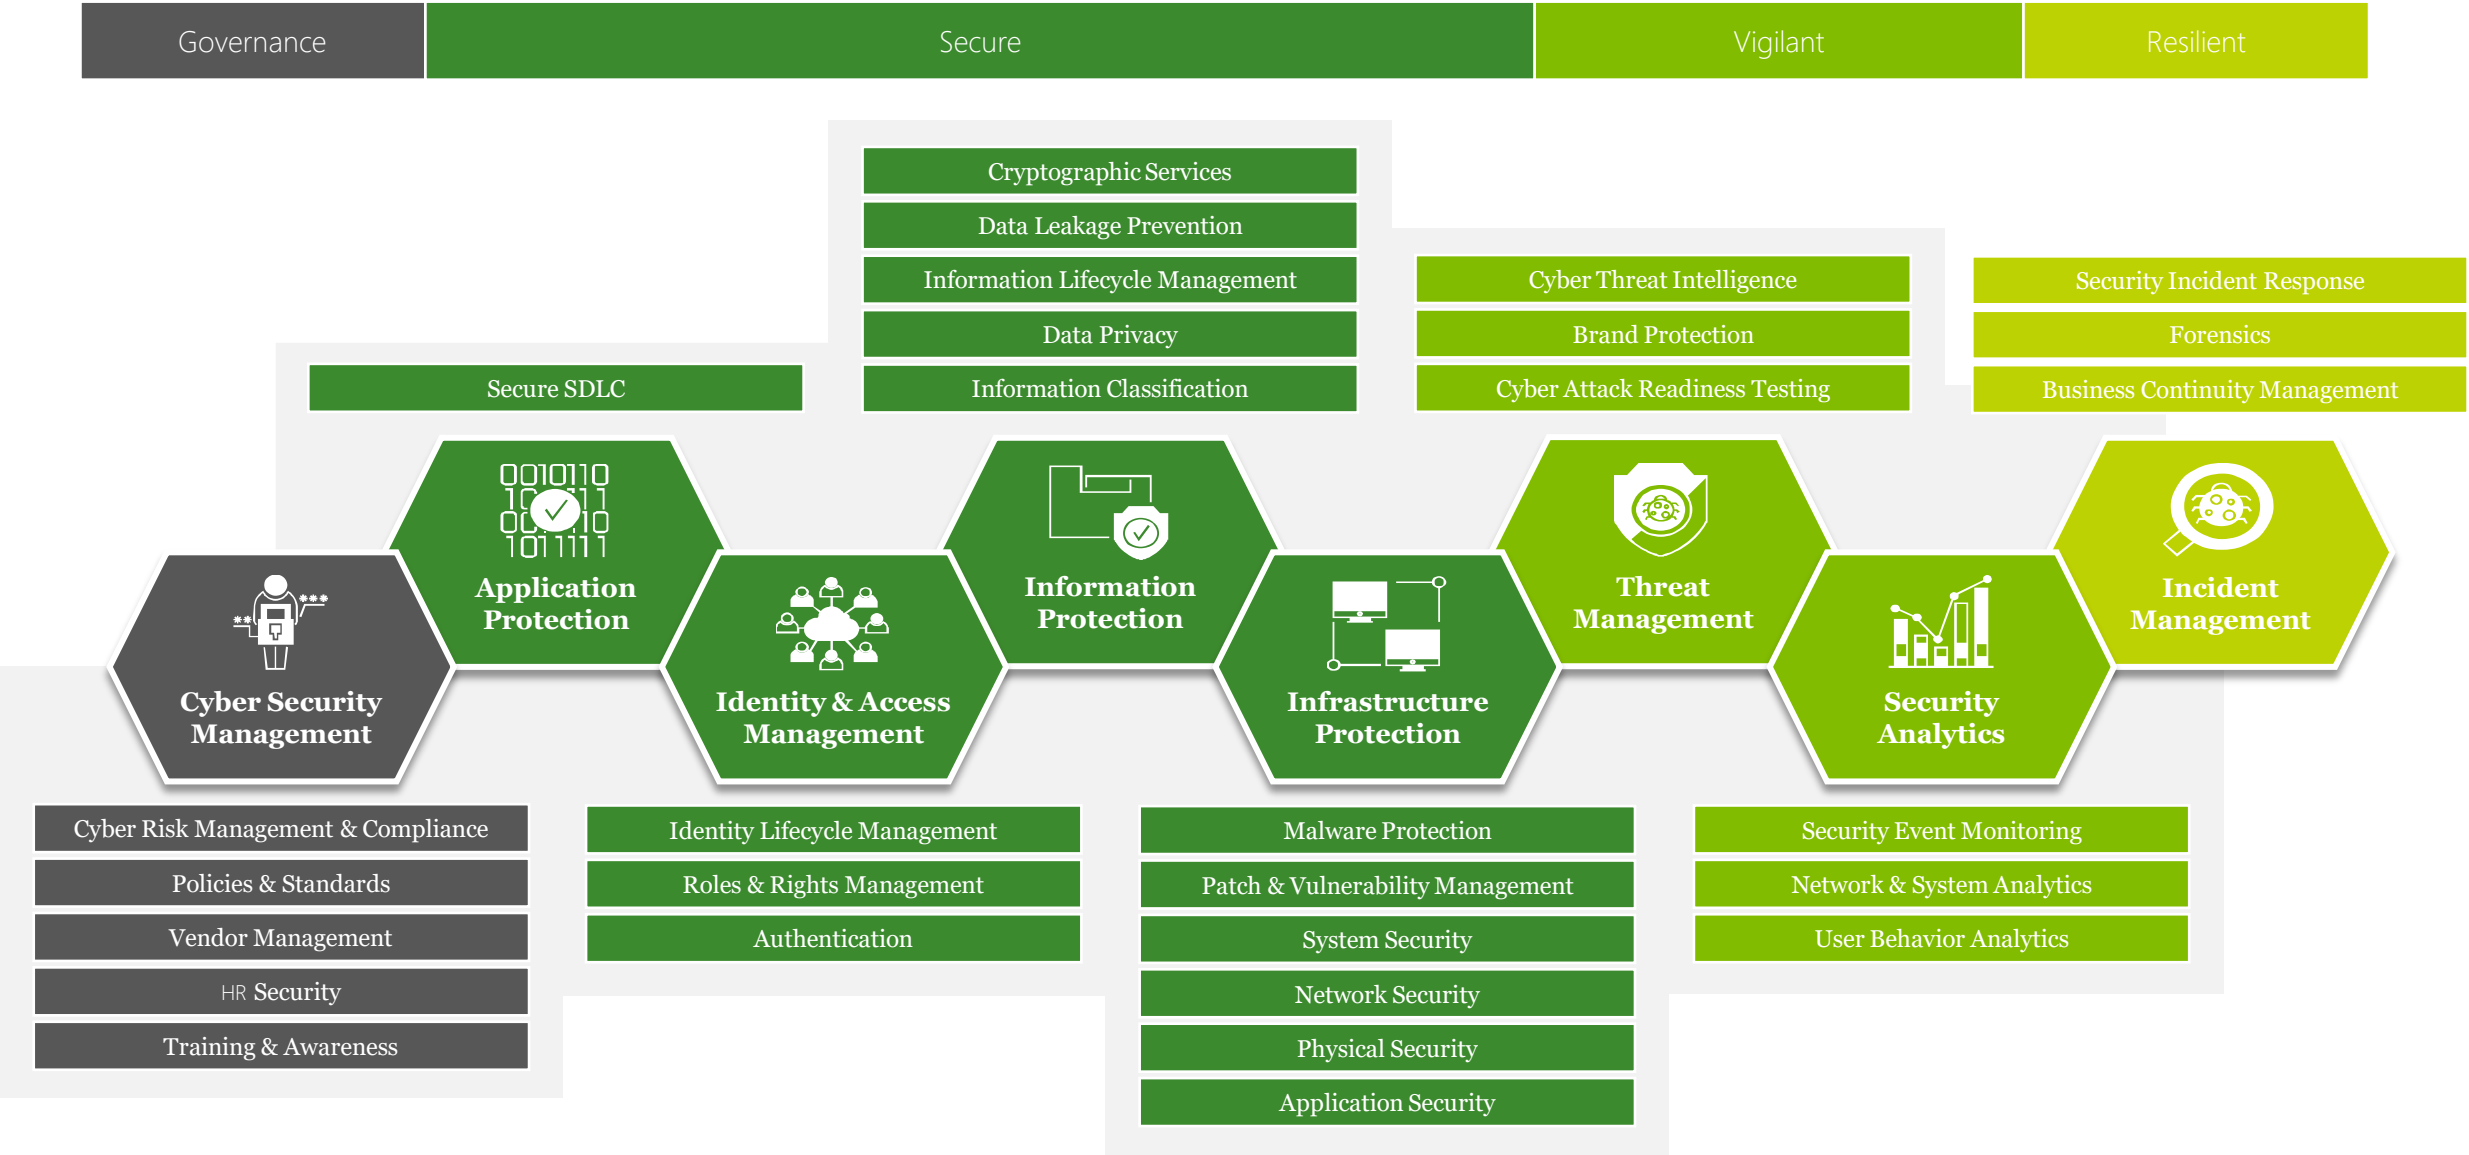 Governance
Secure
Vigilant
Resilient
Cryptographic Services
Data Leakage Prevention
Information Lifecycle Management
Data Privacy
Information Classification
Cyber Threat Intelligence
Brand Protection
Cyber Attack Readiness Testing
Security Incident Response
Forensics
Business Continuity Management
Secure SDLC
Application
Protection
Information
Protection
Threat
Management
Incident
Management
Cyber Security
Management
Identity & Access
Management
Infrastructure
Protection
Security
Analytics
Cyber Risk Management & Compliance
Policies & Standards
Vendor Management
HR Security
Training & Awareness
Identity Lifecycle Management
Roles & Rights Management
Authentication
Malware Protection
Patch & Vulnerability Management
System Security
Network Security
Physical Security
Application Security
Security Event Monitoring
Network & System Analytics
User Behavior Analytics